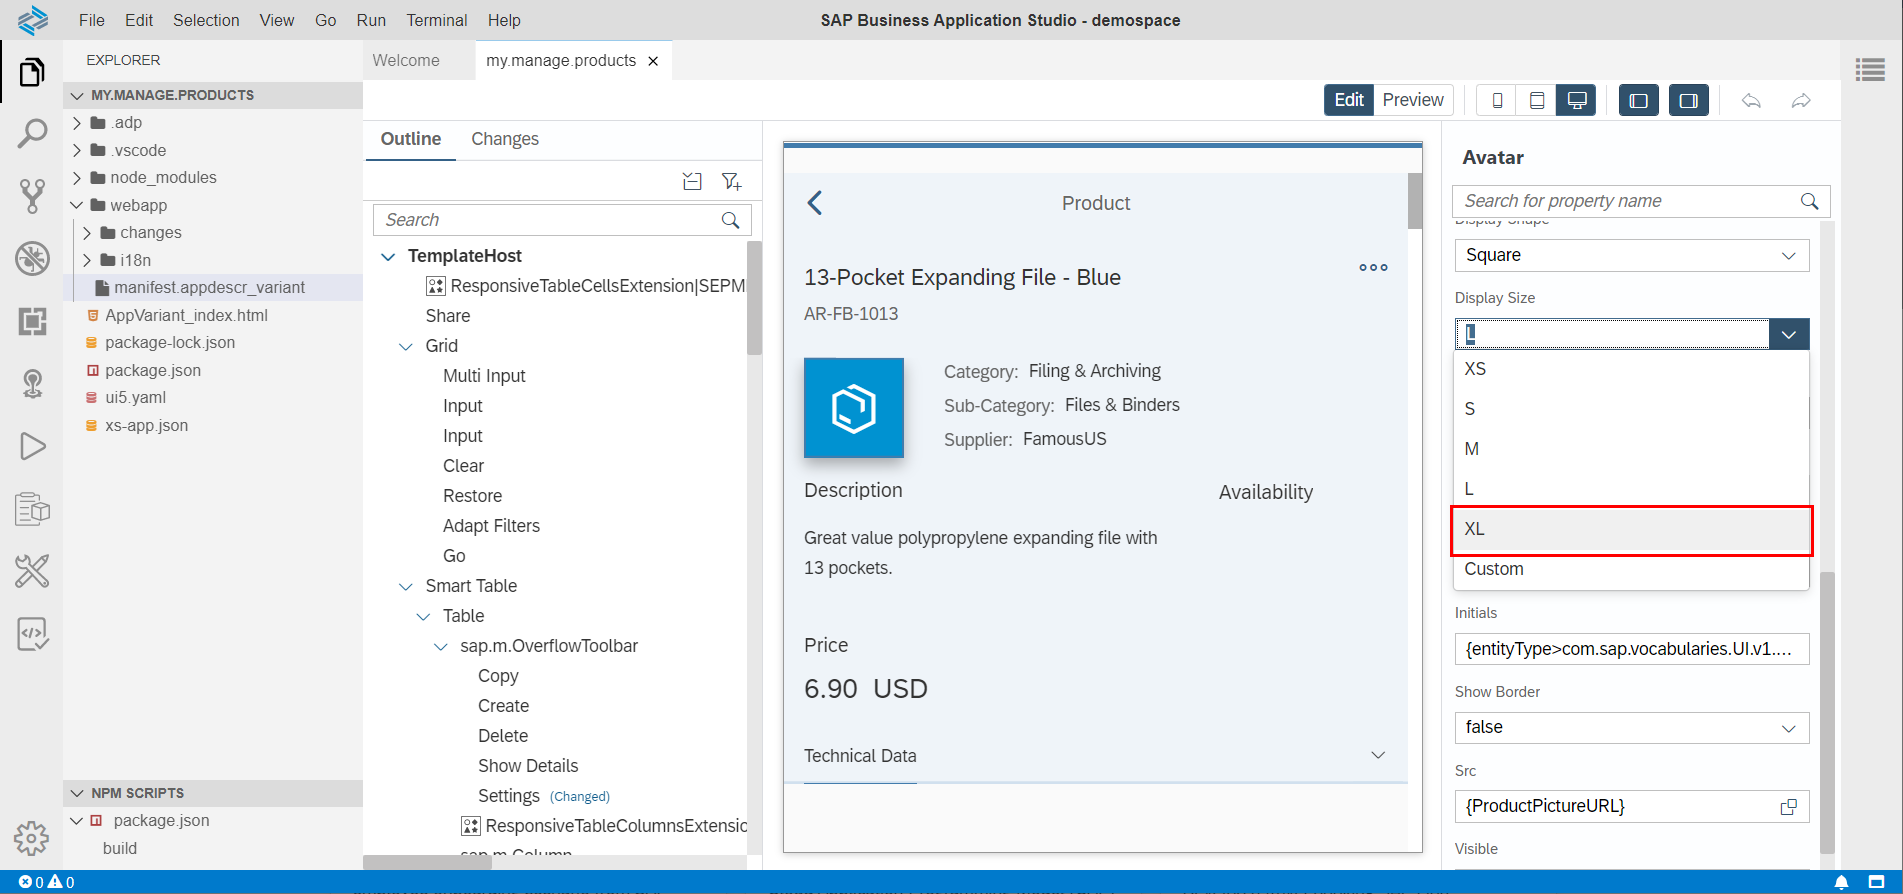 File Edit Selection View Go Run Terminal Help
SAP Business Application Studio - demospace
EXPLORER
MY.MANAGE.PRODUCTS
.adp
.vscode
node_modules
webapp
changes
i18n
manifest.appdescr_variant
AppVariant_index.html
package-lock.json
package.json
ui5.yaml
xs-app.json
NPM SCRIPTS
package.json
build
Welcome
my.manage.products
Edit Preview
Outline Changes
Search
TemplateHost
ResponsiveTableCellsExtension|SEPM
Share
Grid
Multi Input
Input
Input
Clear
Restore
Adapt Filters
Go
Smart Table
Table
sap.m.OverflowToolbar
Copy
Create
Delete
Show Details
Settings (Changed)
ResponsiveTableColumnsExtensio
sap.m.Column
Product
13-Pocket Expanding File - Blue
AR-FB-1013
Category: Filing & Archiving
Sub-Category: Files & Binders
Supplier: FamousUS
Description
Availability
Great value polypropylene expanding file with
13 pockets.
Price
6.90 USD
Technical Data
Avatar
Search for property name
Display Shape
Square
Display Size
L
XS
S
M
L
XL
Custom
Initials
{entityType>com.sap.vocabularies.UI.v1....
Show Border
false
Src
{ProductPictureURL}
Visible
0 0